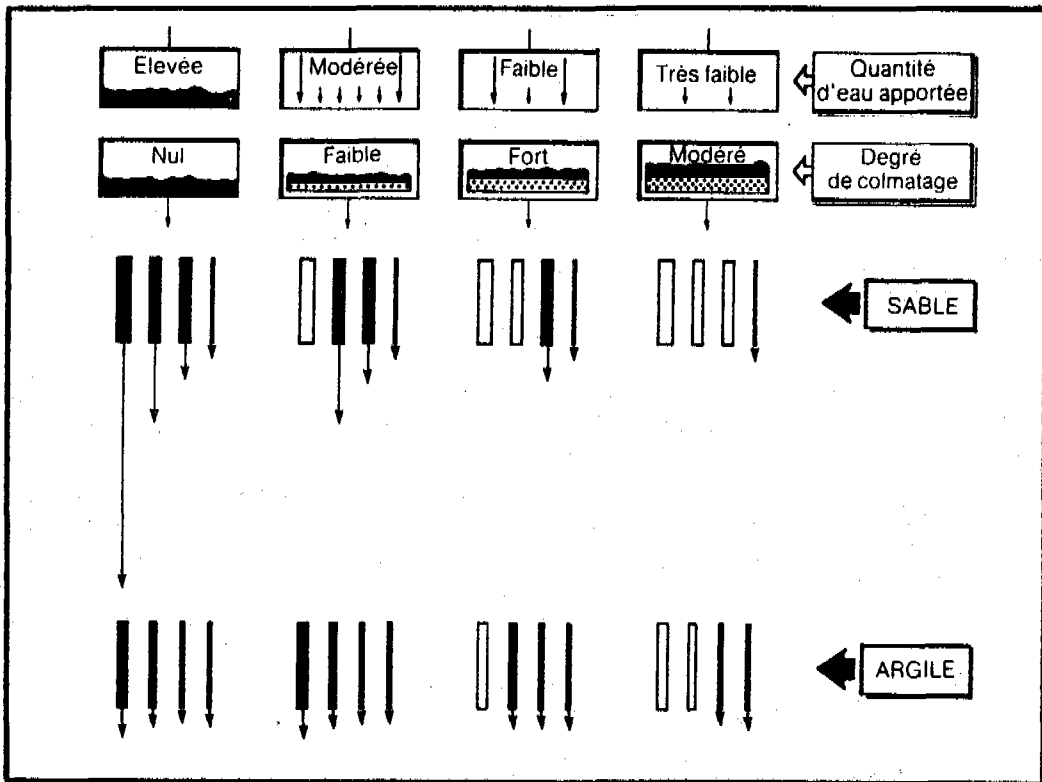 Elevée
Modérée
Faible
Très faible
Quantité
d'eau apportée
Nul
Faible
Fort
Modéré
Degré
de colmatage
SABLE
ARGILE